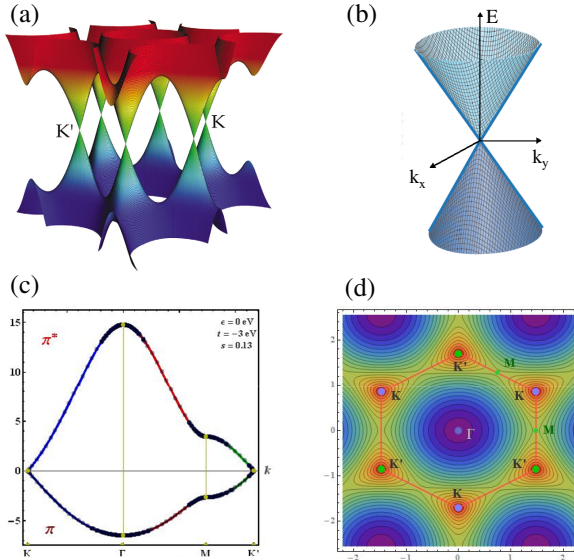 (a)
K'
K
(b)
E
k_y
k_x
(c)
15
10
5
0
−5
π*
ϵ = 0 eV
t = −3 eV
s = 0.13
k
π
K
Γ
M
K'
(d)
2
1
0
−1
−2
−2
−1
0
1
2
K'
M
K
K
Γ
M
K'
K'
K